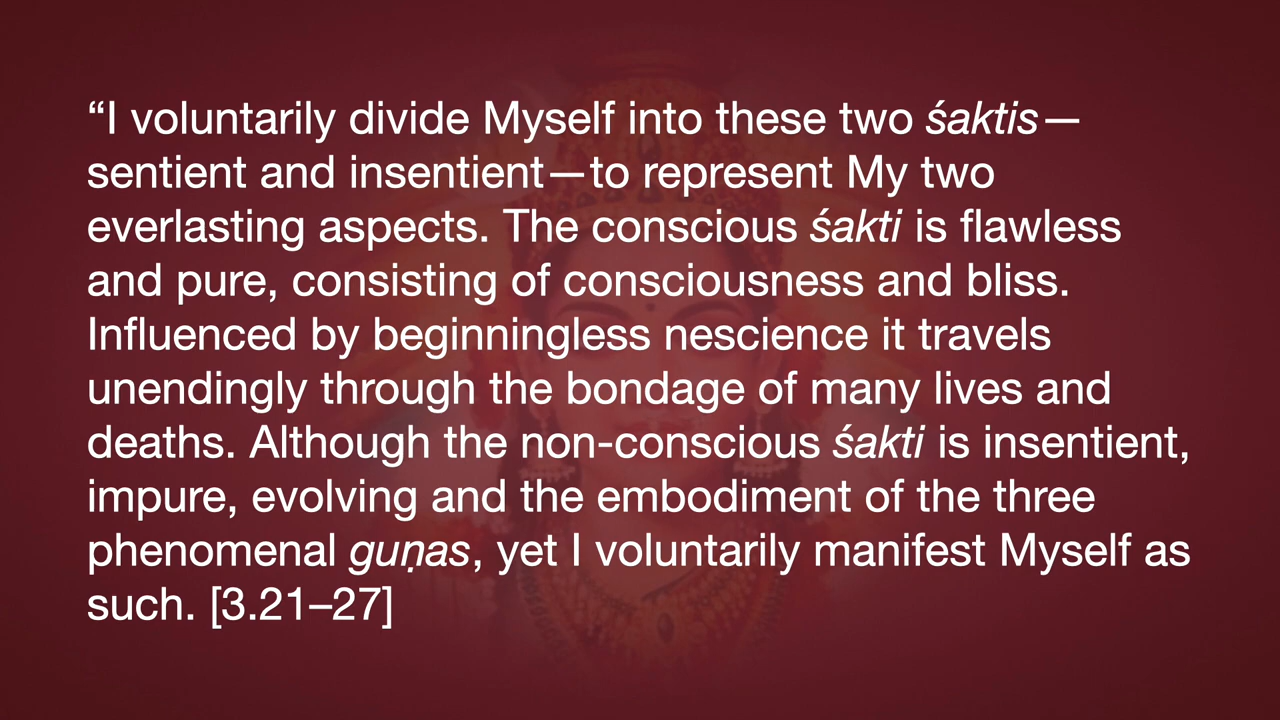 “I voluntarily divide Myself into these two śaktis—
sentient and insentient—to represent My two
everlasting aspects. The conscious śakti is flawless
and pure, consisting of consciousness and bliss.
Influenced by beginningless nescience it travels
unendingly through the bondage of many lives and
deaths. Although the non-conscious śakti is insentient,
impure, evolving and the embodiment of the three
phenomenal guṇas, yet I voluntarily manifest Myself as
such. [3.21–27]